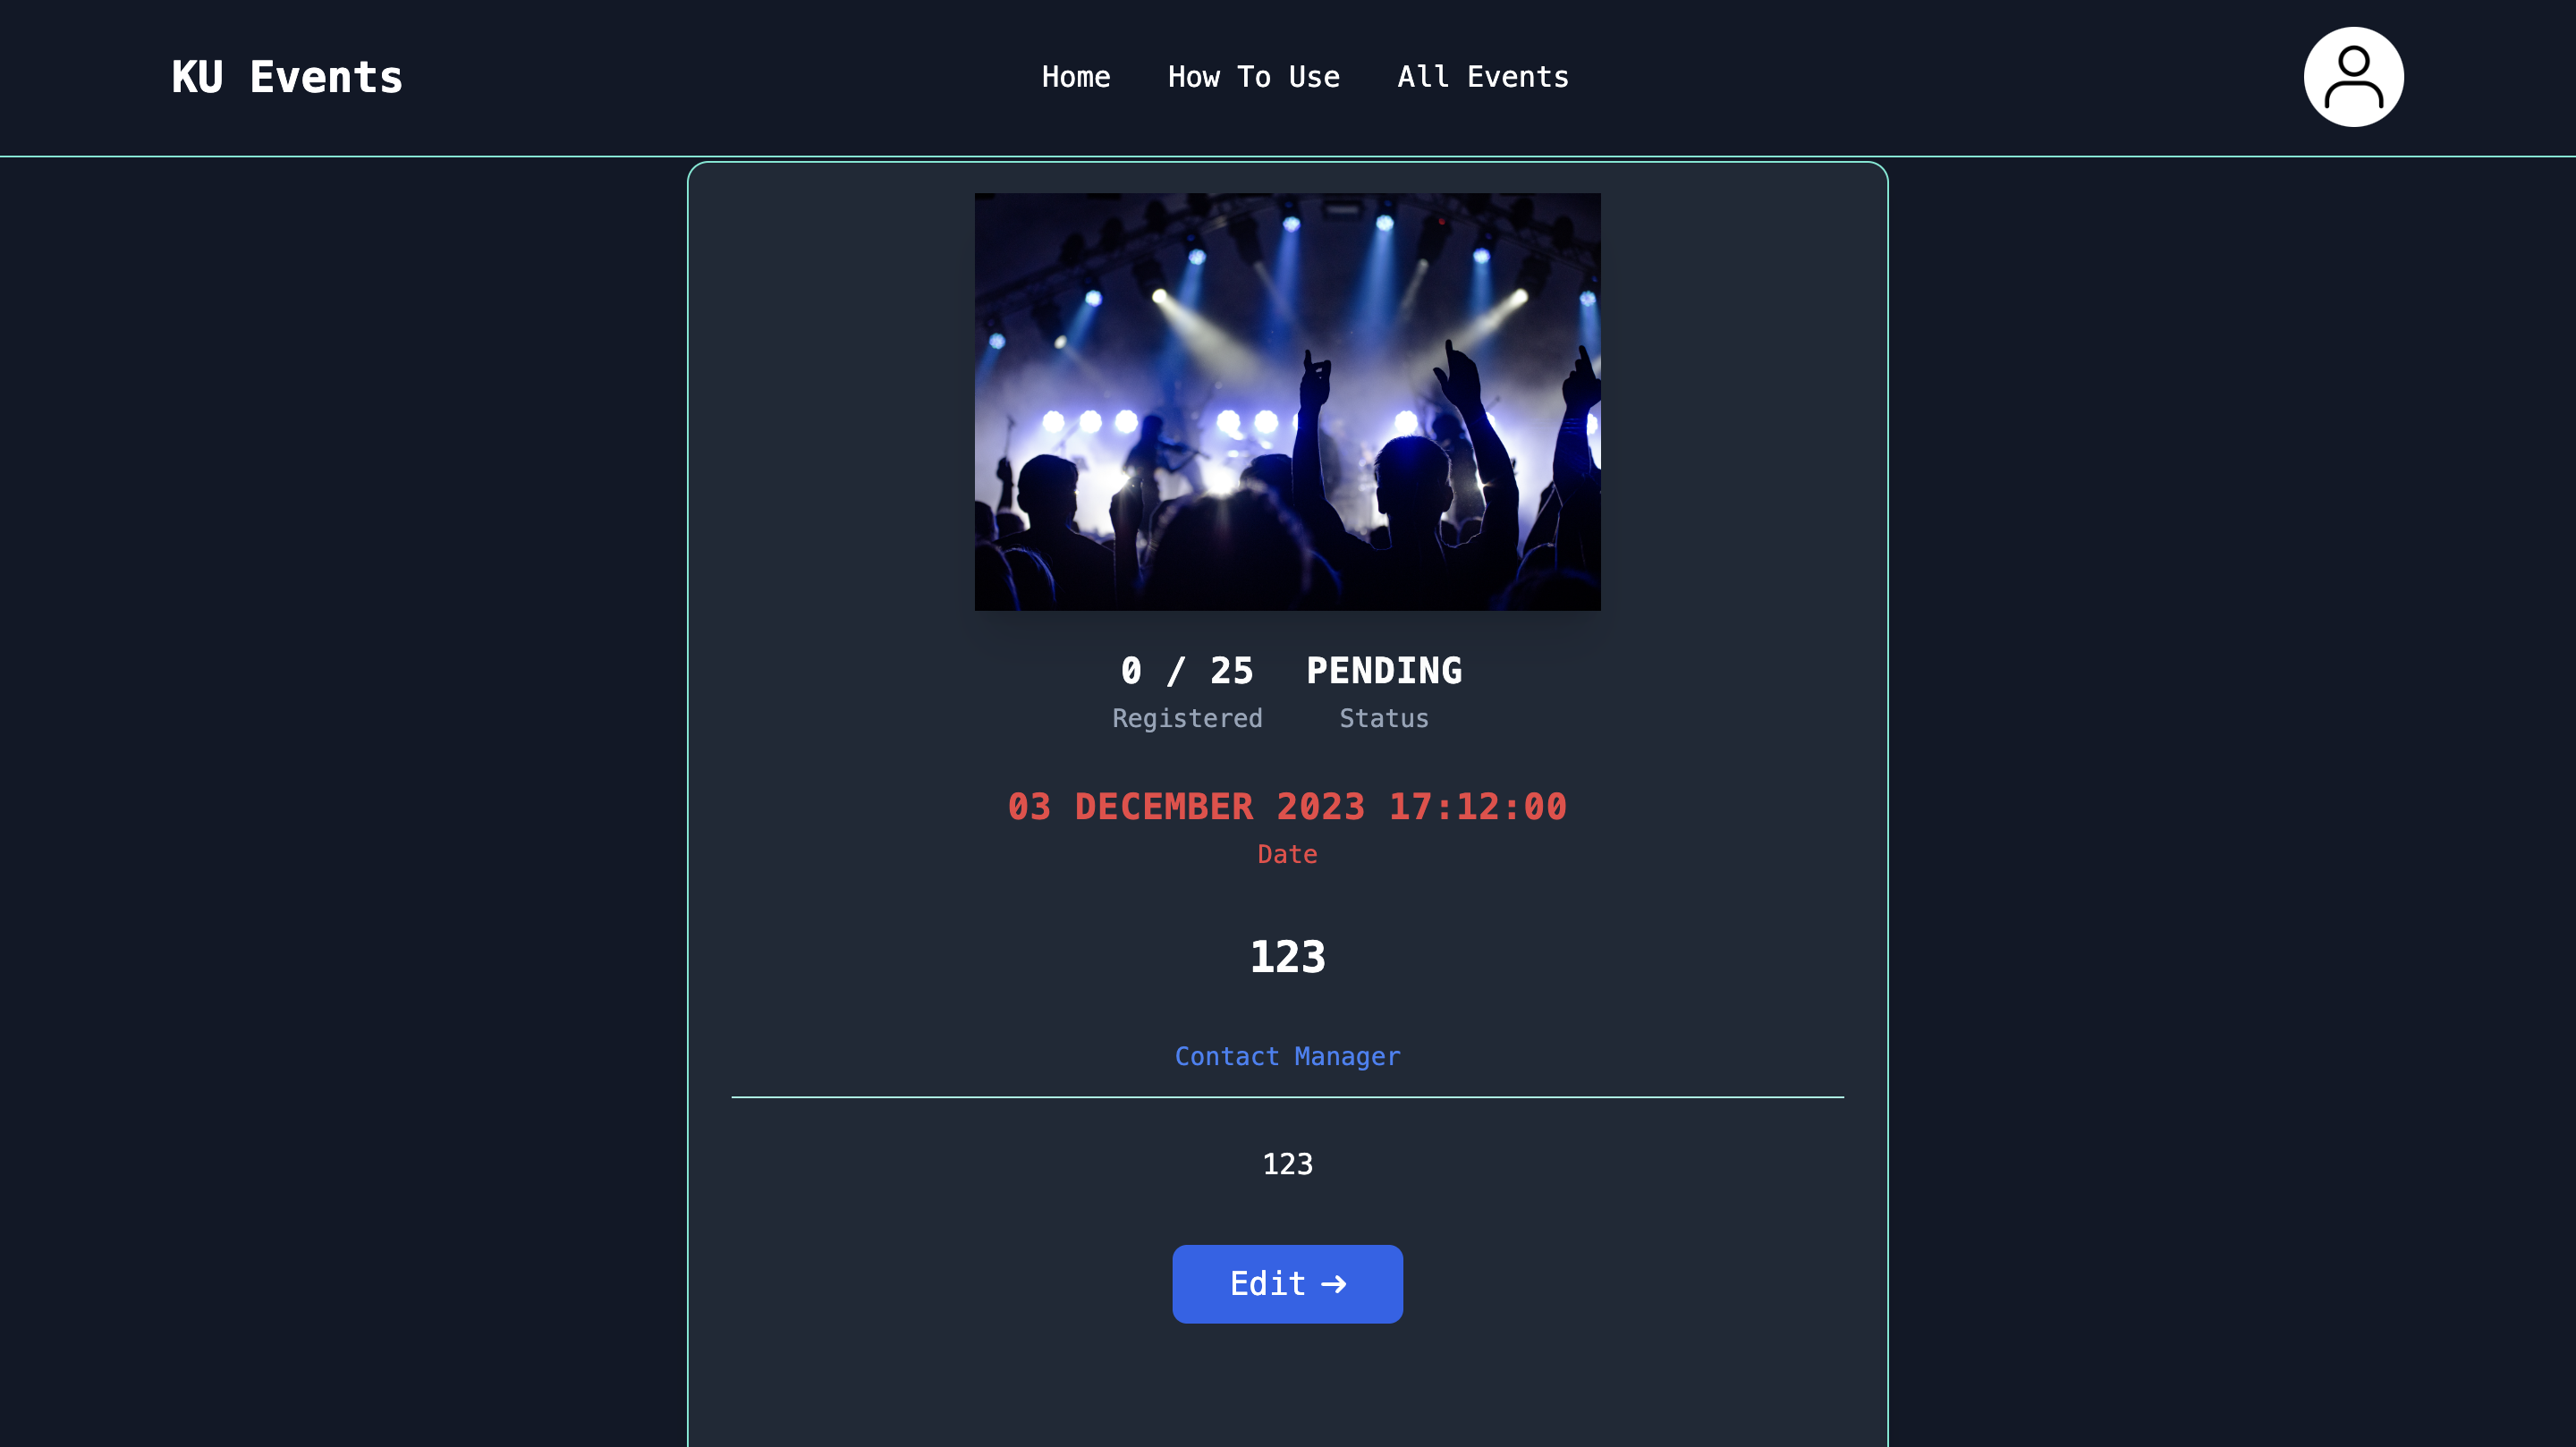 KU Events
Home How To Use All Events
0 / 25 PENDING
Registered Status
03 DECEMBER 2023 17:12:00
Date
123
Contact Manager
123
Edit →